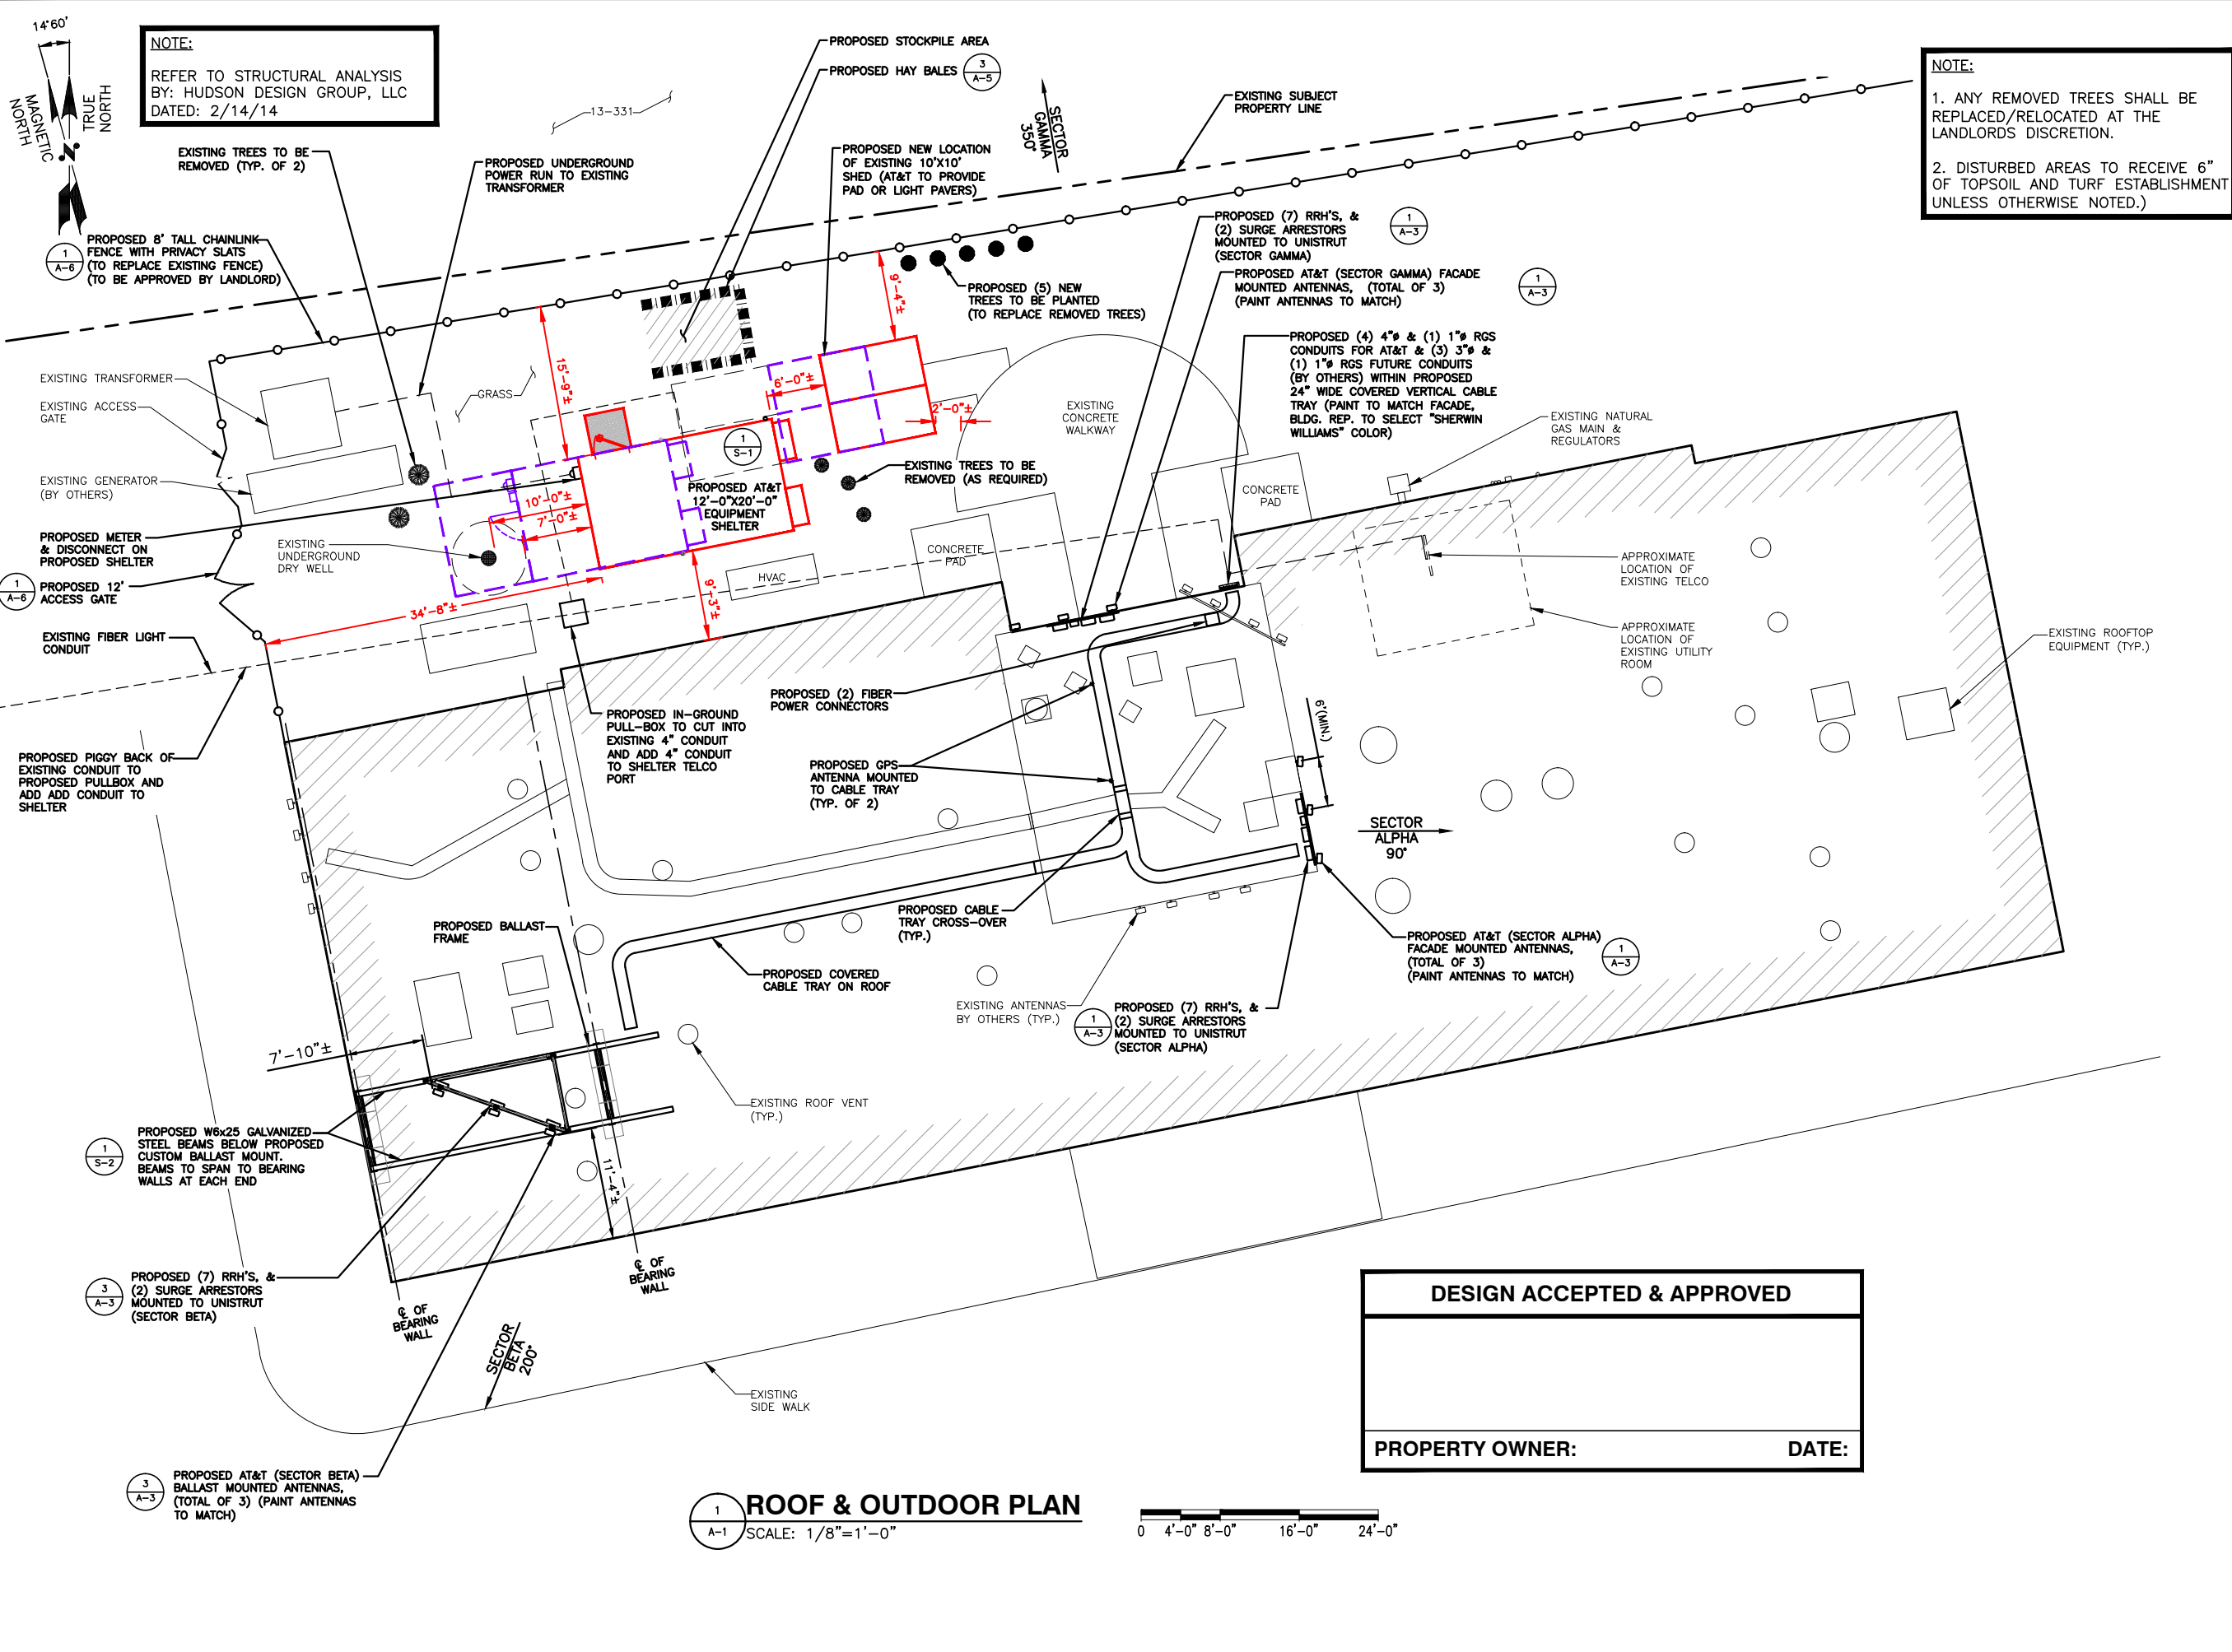 14°60'
MAGNETIC
NORTH
TRUE
NORTH
N
NOTE:
REFER TO STRUCTURAL ANALYSIS
BY: HUDSON DESIGN GROUP, LLC
DATED: 2/14/14
EXISTING TREES TO BE
REMOVED (TYP. OF 2)
PROPOSED UNDERGROUND
POWER RUN TO EXISTING
TRANSFORMER
13-331
PROPOSED STOCKPILE AREA
PROPOSED HAY BALES
3
A-5
PROPOSED NEW LOCATION
OF EXISTING 10'X10'
SHED (AT&T TO PROVIDE
PAD OR LIGHT PAVERS)
SECTOR
GAMMA
350°
EXISTING SUBJECT
PROPERTY LINE
NOTE:
1. ANY REMOVED TREES SHALL BE
REPLACED/RELOCATED AT THE
LANDLORDS DISCRETION.
2. DISTURBED AREAS TO RECEIVE 6"
OF TOPSOIL AND TURF ESTABLISHMENT
UNLESS OTHERWISE NOTED.)
1
A-6
PROPOSED 8' TALL CHAINLINK
FENCE WITH PRIVACY SLATS
(TO REPLACE EXISTING FENCE)
(TO BE APPROVED BY LANDLORD)
PROPOSED (7) RRH'S, &
(2) SURGE ARRESTORS
MOUNTED TO UNISTRUT
(SECTOR GAMMA)
1
A-3
PROPOSED AT&T (SECTOR GAMMA) FACADE
MOUNTED ANTENNAS, (TOTAL OF 3)
(PAINT ANTENNAS TO MATCH)
1
A-3
PROPOSED (5) NEW
TREES TO BE PLANTED
(TO REPLACE REMOVED TREES)
9'-4"±
PROPOSED (4) 4"ø & (1) 1"ø RGS
CONDUITS FOR AT&T & (3) 3"ø &
(1) 1"ø RGS FUTURE CONDUITS
(BY OTHERS) WITHIN PROPOSED
24" WIDE COVERED VERTICAL CABLE
TRAY (PAINT TO MATCH FACADE,
BLDG. REP. TO SELECT "SHERWIN
WILLIAMS" COLOR)
EXISTING TRANSFORMER
EXISTING ACCESS
GATE
GRASS
15'-9"±
6'-0"±
2'-0"±
EXISTING
CONCRETE
WALKWAY
EXISTING NATURAL
GAS MAIN &
REGULATORS
1
S-1
EXISTING GENERATOR
(BY OTHERS)
10'-0"±
7'-0"±
PROPOSED AT&T
12'-0"X20'-0"
EQUIPMENT
SHELTER
EXISTING TREES TO BE
REMOVED (AS REQUIRED)
CONCRETE
PAD
PROPOSED METER
& DISCONNECT ON
PROPOSED SHELTER
EXISTING
UNDERGROUND
DRY WELL
CONCRETE
PAD
HVAC
APPROXIMATE
LOCATION OF
EXISTING TELCO
1
A-6
PROPOSED 12'
ACCESS GATE
34'-8"±
9'-3"±
EXISTING FIBER LIGHT
CONDUIT
APPROXIMATE
LOCATION OF
EXISTING UTILITY
ROOM
EXISTING ROOFTOP
EQUIPMENT (TYP.)
PROPOSED (2) FIBER
POWER CONNECTORS
PROPOSED IN-GROUND
PULL-BOX TO CUT INTO
EXISTING 4" CONDUIT
AND ADD 4" CONDUIT
TO SHELTER TELCO
PORT
6'(MIN.)
PROPOSED PIGGY BACK OF
EXISTING CONDUIT TO
PROPOSED PULLBOX AND
ADD ADD CONDUIT TO
SHELTER
PROPOSED GPS
ANTENNA MOUNTED
TO CABLE TRAY
(TYP. OF 2)
SECTOR
ALPHA
90°
PROPOSED BALLAST
FRAME
PROPOSED CABLE
TRAY CROSS-OVER
(TYP.)
PROPOSED AT&T (SECTOR ALPHA)
FACADE MOUNTED ANTENNAS,
(TOTAL OF 3)
(PAINT ANTENNAS TO MATCH)
1
A-3
PROPOSED COVERED
CABLE TRAY ON ROOF
EXISTING ANTENNAS
BY OTHERS (TYP.)
1
A-3
PROPOSED (7) RRH'S, &
(2) SURGE ARRESTORS
MOUNTED TO UNISTRUT
(SECTOR ALPHA)
7'-10"±
EXISTING ROOF VENT
(TYP.)
1
S-2
PROPOSED W6x25 GALVANIZED
STEEL BEAMS BELOW PROPOSED
CUSTOM BALLAST MOUNT.
BEAMS TO SPAN TO BEARING
WALLS AT EACH END
11'-4"±
℄ OF
BEARING
WALL
3
A-3
PROPOSED (7) RRH'S, &
(2) SURGE ARRESTORS
MOUNTED TO UNISTRUT
(SECTOR BETA)
℄ OF
BEARING
WALL
SECTOR
BETA
200°
EXISTING
SIDE WALK
DESIGN ACCEPTED & APPROVED
PROPERTY OWNER: DATE:
3
A-3
PROPOSED AT&T (SECTOR BETA)
BALLAST MOUNTED ANTENNAS,
(TOTAL OF 3) (PAINT ANTENNAS
TO MATCH)
1
A-1
ROOF & OUTDOOR PLAN
SCALE: 1/8"=1'-0"
0 4'-0" 8'-0" 16'-0" 24'-0"